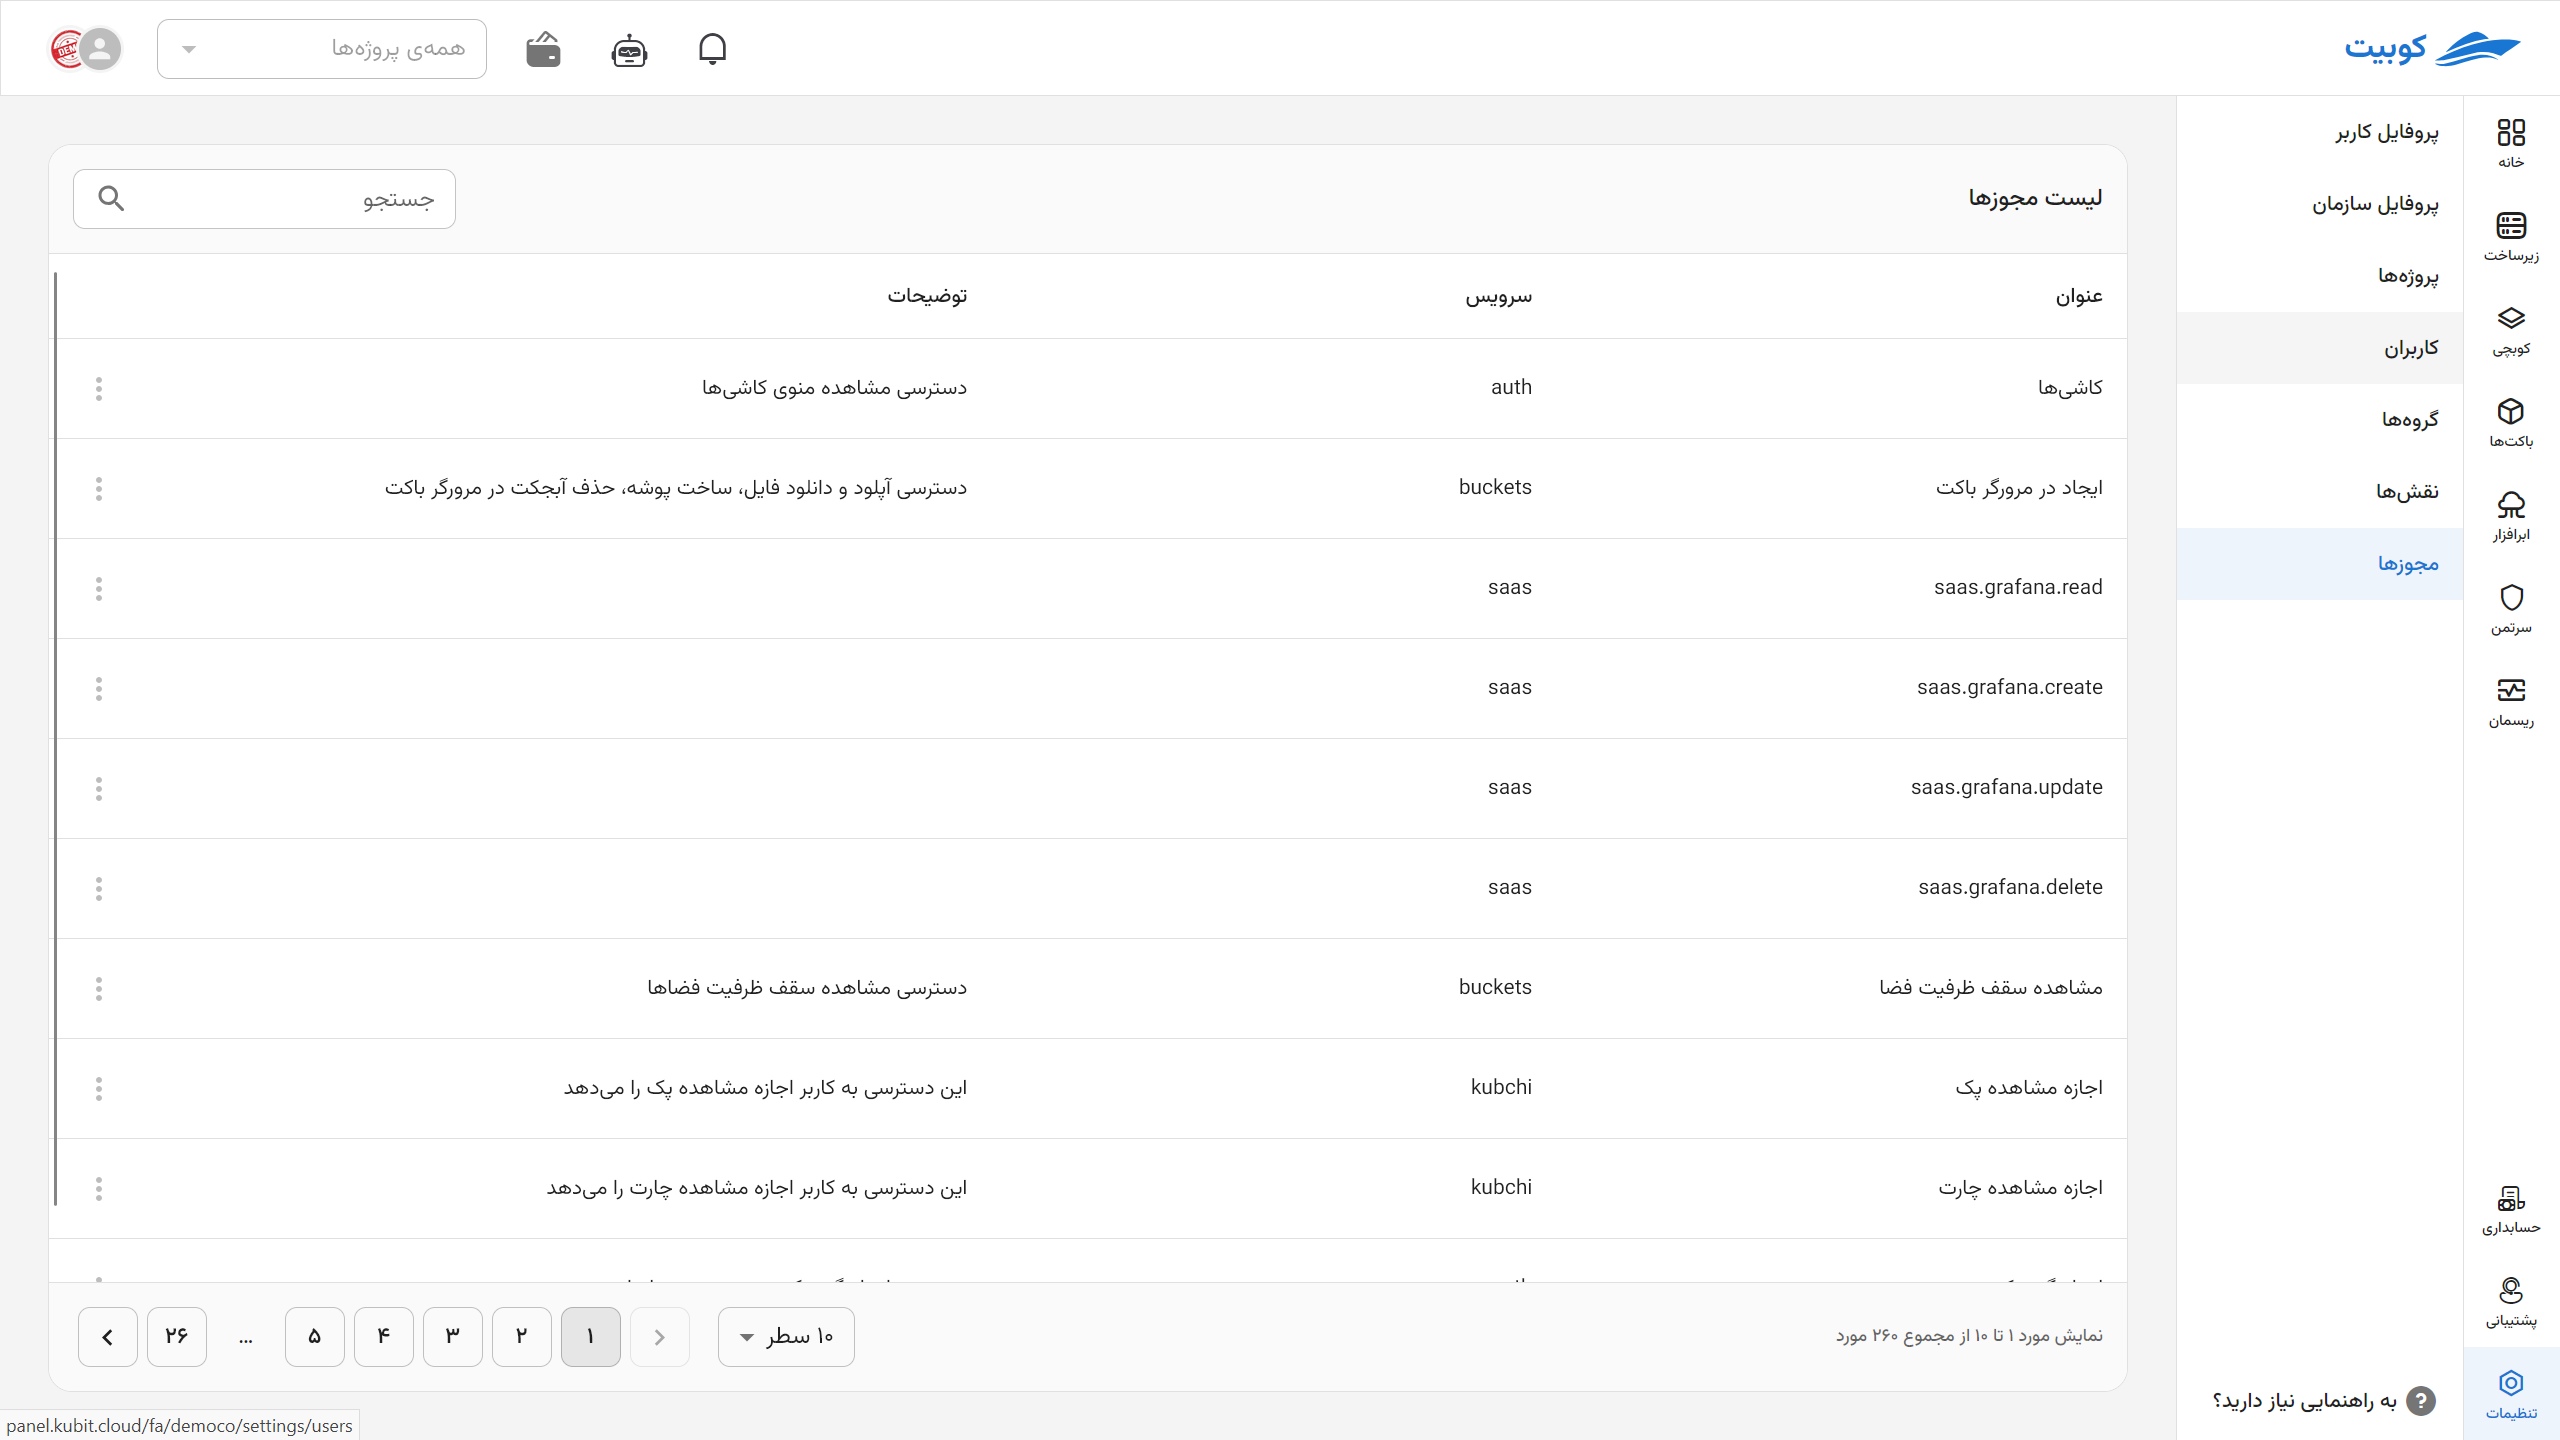 کوبیت
همه‌ی پروژه‌ها
DEM
خانه
زیرساخت
کوبچی
باکت‌ها
ابرافزار
سرتمن
ریسمان
حسابداری
پشتیبانی
تنظیمات
پروفایل کاربر
پروفایل سازمان
پروژه‌ها
کاربران
گروه‌ها
نقش‌ها
مجوزها
? به راهنمایی نیاز دارید؟
لیست مجوزها
جستجو
عنوان سرویس توضیحات
کاشی‌ها auth دسترسی مشاهده منوی کاشی‌ها
ایجاد در مرورگر باکت buckets دسترسی آپلود و دانلود فایل، ساخت پوشه، حذف آبجکت در مرورگر باکت
saas.grafana.read saas
saas.grafana.create saas
saas.grafana.update saas
saas.grafana.delete saas
مشاهده سقف ظرفیت فضا buckets دسترسی مشاهده سقف ظرفیت فضاها
اجازه مشاهده پک kubchi این دسترسی به کاربر اجازه مشاهده پک را می‌دهد
اجازه مشاهده چارت kubchi این دسترسی به کاربر اجازه مشاهده چارت را می‌دهد
نمایش مورد ۱ تا ۱۰ از مجموع ۲۶۰ مورد
۱۰ سطر
۱ ۲ ۳ ۴ ۵ ... ۲۶
panel.kubit.cloud/fa/democo/settings/users